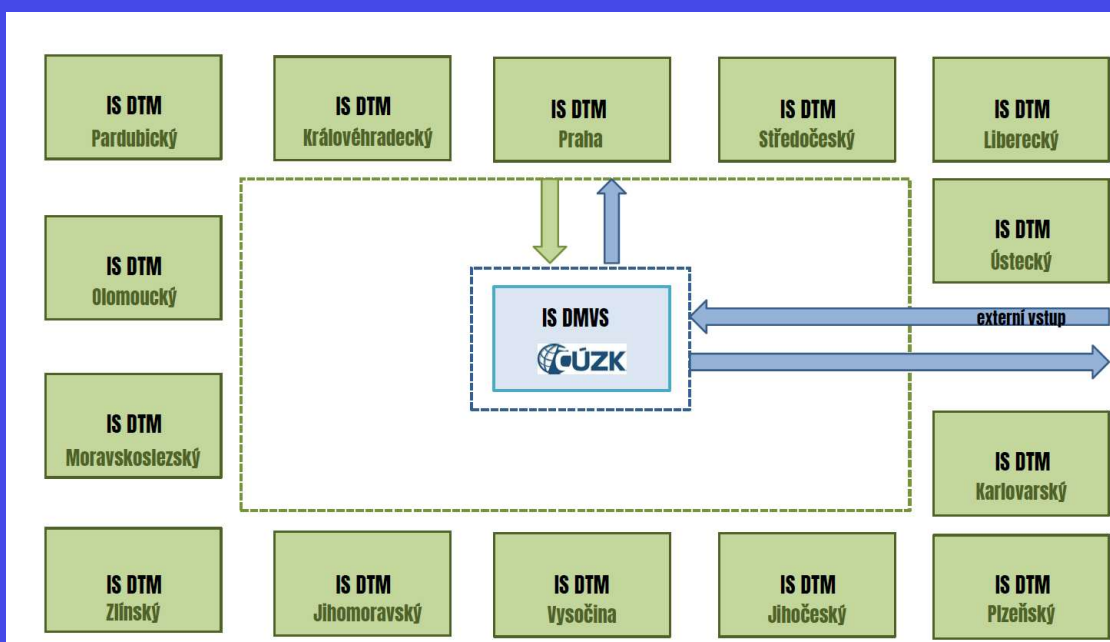 IS DTM
Pardubický
IS DTM
Královéhradecký
IS DTM
Praha
IS DTM
Středočeský
IS DTM
Liberecký
IS DTM
Olomoucký
IS DTM
Ústecký
IS DMVS
ČÚZK
externí vstup
IS DTM
Moravskoslezský
IS DTM
Karlovarský
IS DTM
Zlínský
IS DTM
Jihomoravský
IS DTM
Vysočina
IS DTM
Jihočeský
IS DTM
Plzeňský